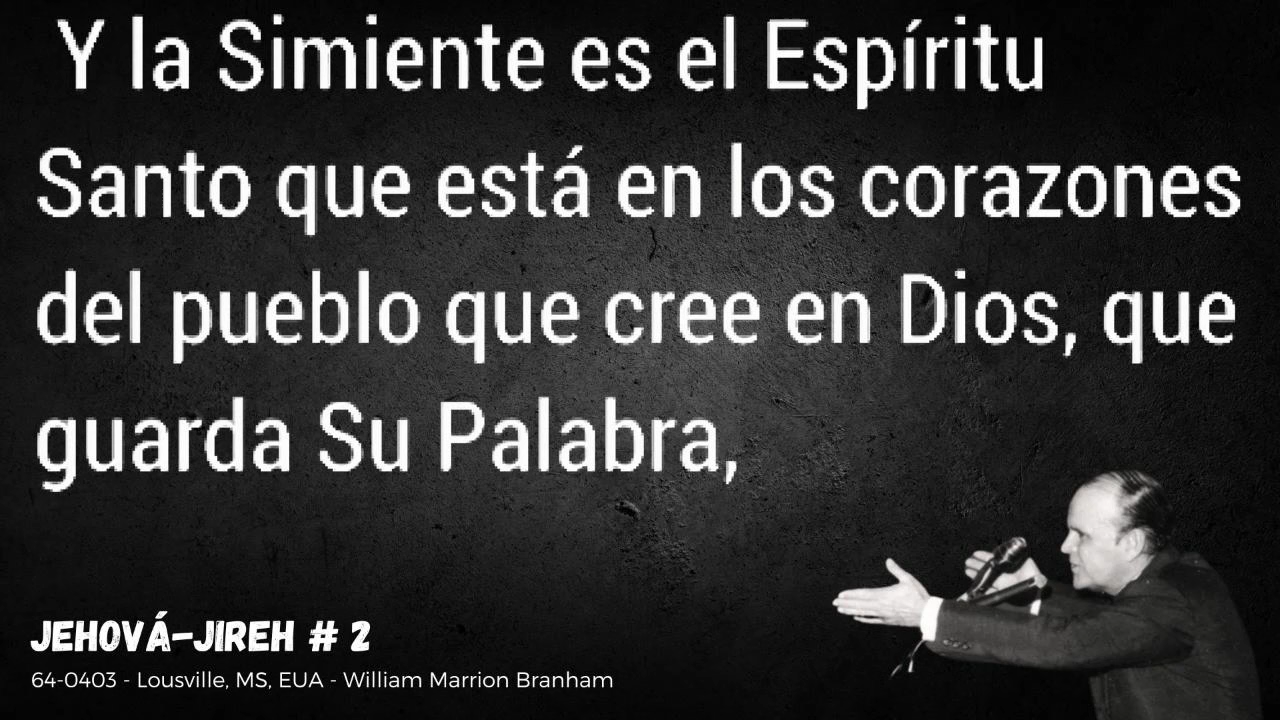 Y la Simiente es el Espíritu
Santo que está en los corazones
del pueblo que cree en Dios, que
guarda Su Palabra,
JEHOVÁ-JIREH # 2
64-0403 - Lousville, MS, EUA - William Marrion Branham